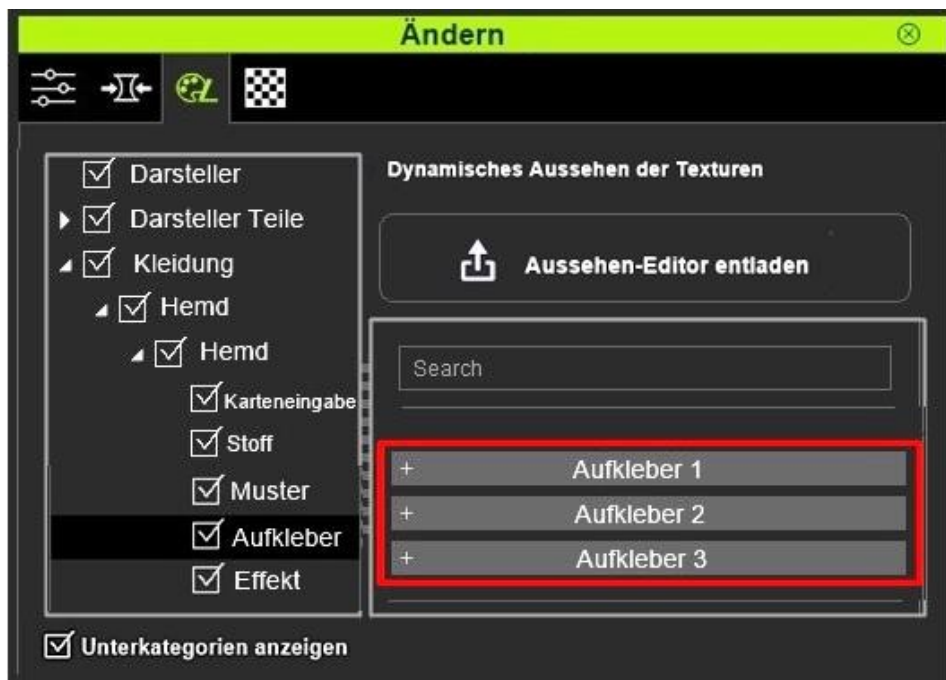 Ändern
Darsteller
Darsteller Teile
Kleidung
Hemd
Hemd
Karteneingabe
Stoff
Muster
Aufkleber
Effekt
Unterkategorien anzeigen
Dynamisches Aussehen der Texturen
Aussehen-Editor entladen
Search
+ Aufkleber 1
+ Aufkleber 2
+ Aufkleber 3